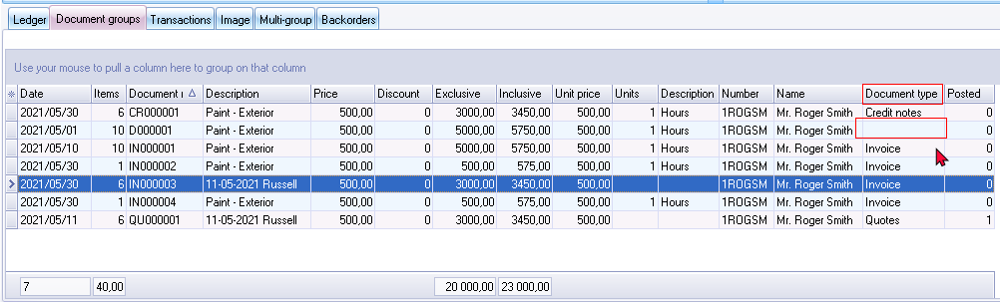 Ledger Document groups Transactions Image Multi-group Backorders
Use your mouse to pull a column here to group on that column
Date Items Document Description Price Discount Exclusive Inclusive Unit price Units Description Number Name Document type Posted
2021/05/30 6 CR000001 Paint - Exterior 500,00 0 3000,00 3450,00 500,00 1 Hours 1ROGSM Mr. Roger Smith Credit notes 0
2021/05/01 10 D000001 Paint - Exterior 500,00 0 5000,00 5750,00 500,00 1 Hours 1ROGSM Mr. Roger Smith 0
2021/05/10 10 IN000001 Paint - Exterior 500,00 0 5000,00 5750,00 500,00 1 Hours 1ROGSM Mr. Roger Smith Invoice 0
2021/05/30 1 IN000002 Paint - Exterior 500,00 0 500,00 575,00 500,00 1 Hours 1ROGSM Mr. Roger Smith Invoice 0
2021/05/30 6 IN000003 11-05-2021 Russell 500,00 0 3000,00 3450,00 500,00 1ROGSM Mr. Roger Smith Invoice 0
2021/05/30 1 IN000004 Paint - Exterior 500,00 0 500,00 575,00 500,00 1 Hours 1ROGSM Mr. Roger Smith Invoice 0
2021/05/11 6 QU000001 11-05-2021 Russell 500,00 0 3000,00 3450,00 500,00 1ROGSM Mr. Roger Smith Quotes 1
7 40,00 20 000,00 23 000,00